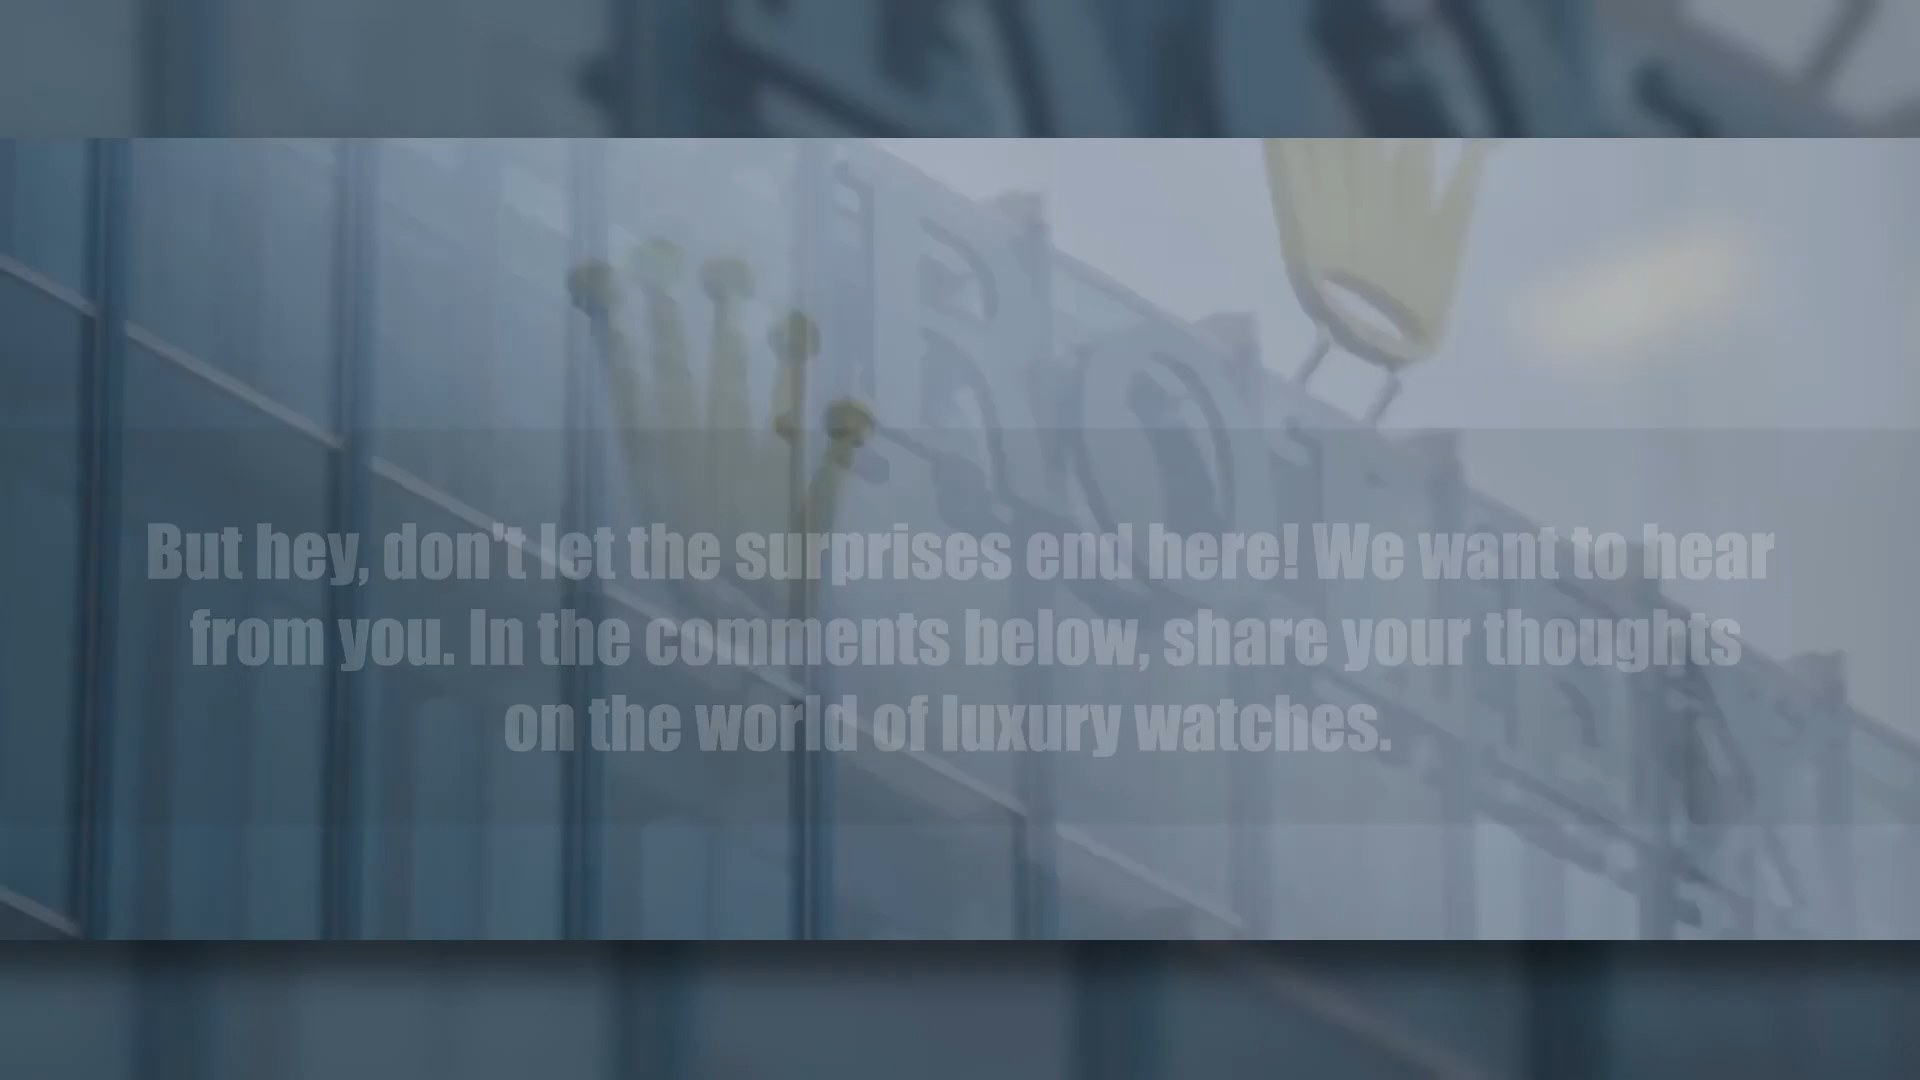 ROLEX
But hey, don't let the surprises end here! We want to hear
from you. In the comments below, share your thoughts
on the world of luxury watches.